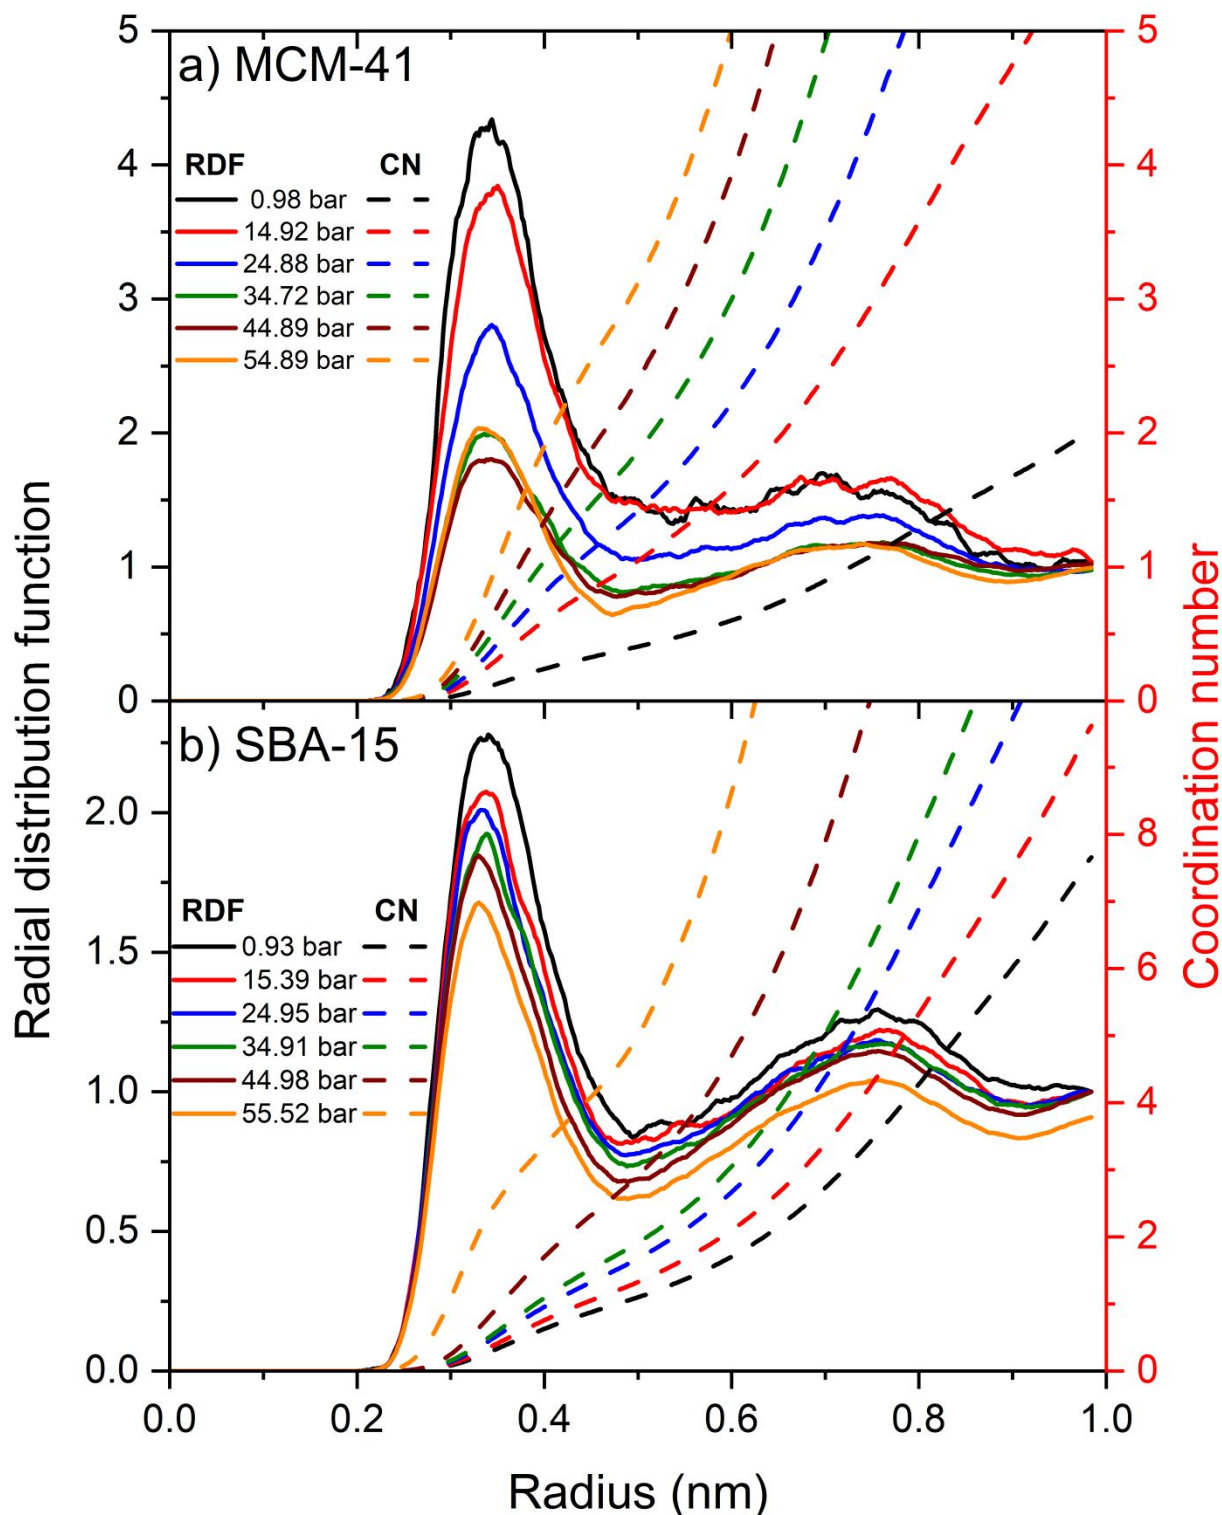 a) MCM-41
RDF CN
0.98 bar
14.92 bar
24.88 bar
34.72 bar
44.89 bar
54.89 bar
5
4
3
2
1
0
5
4
3
2
1
0
b) SBA-15
RDF CN
0.93 bar
15.39 bar
24.95 bar
34.91 bar
44.98 bar
55.52 bar
2.0
1.5
1.0
0.5
0.0
8
6
4
2
0
0.0 0.2 0.4 0.6 0.8 1.0
Radius (nm)
Radial distribution function
Coordination number